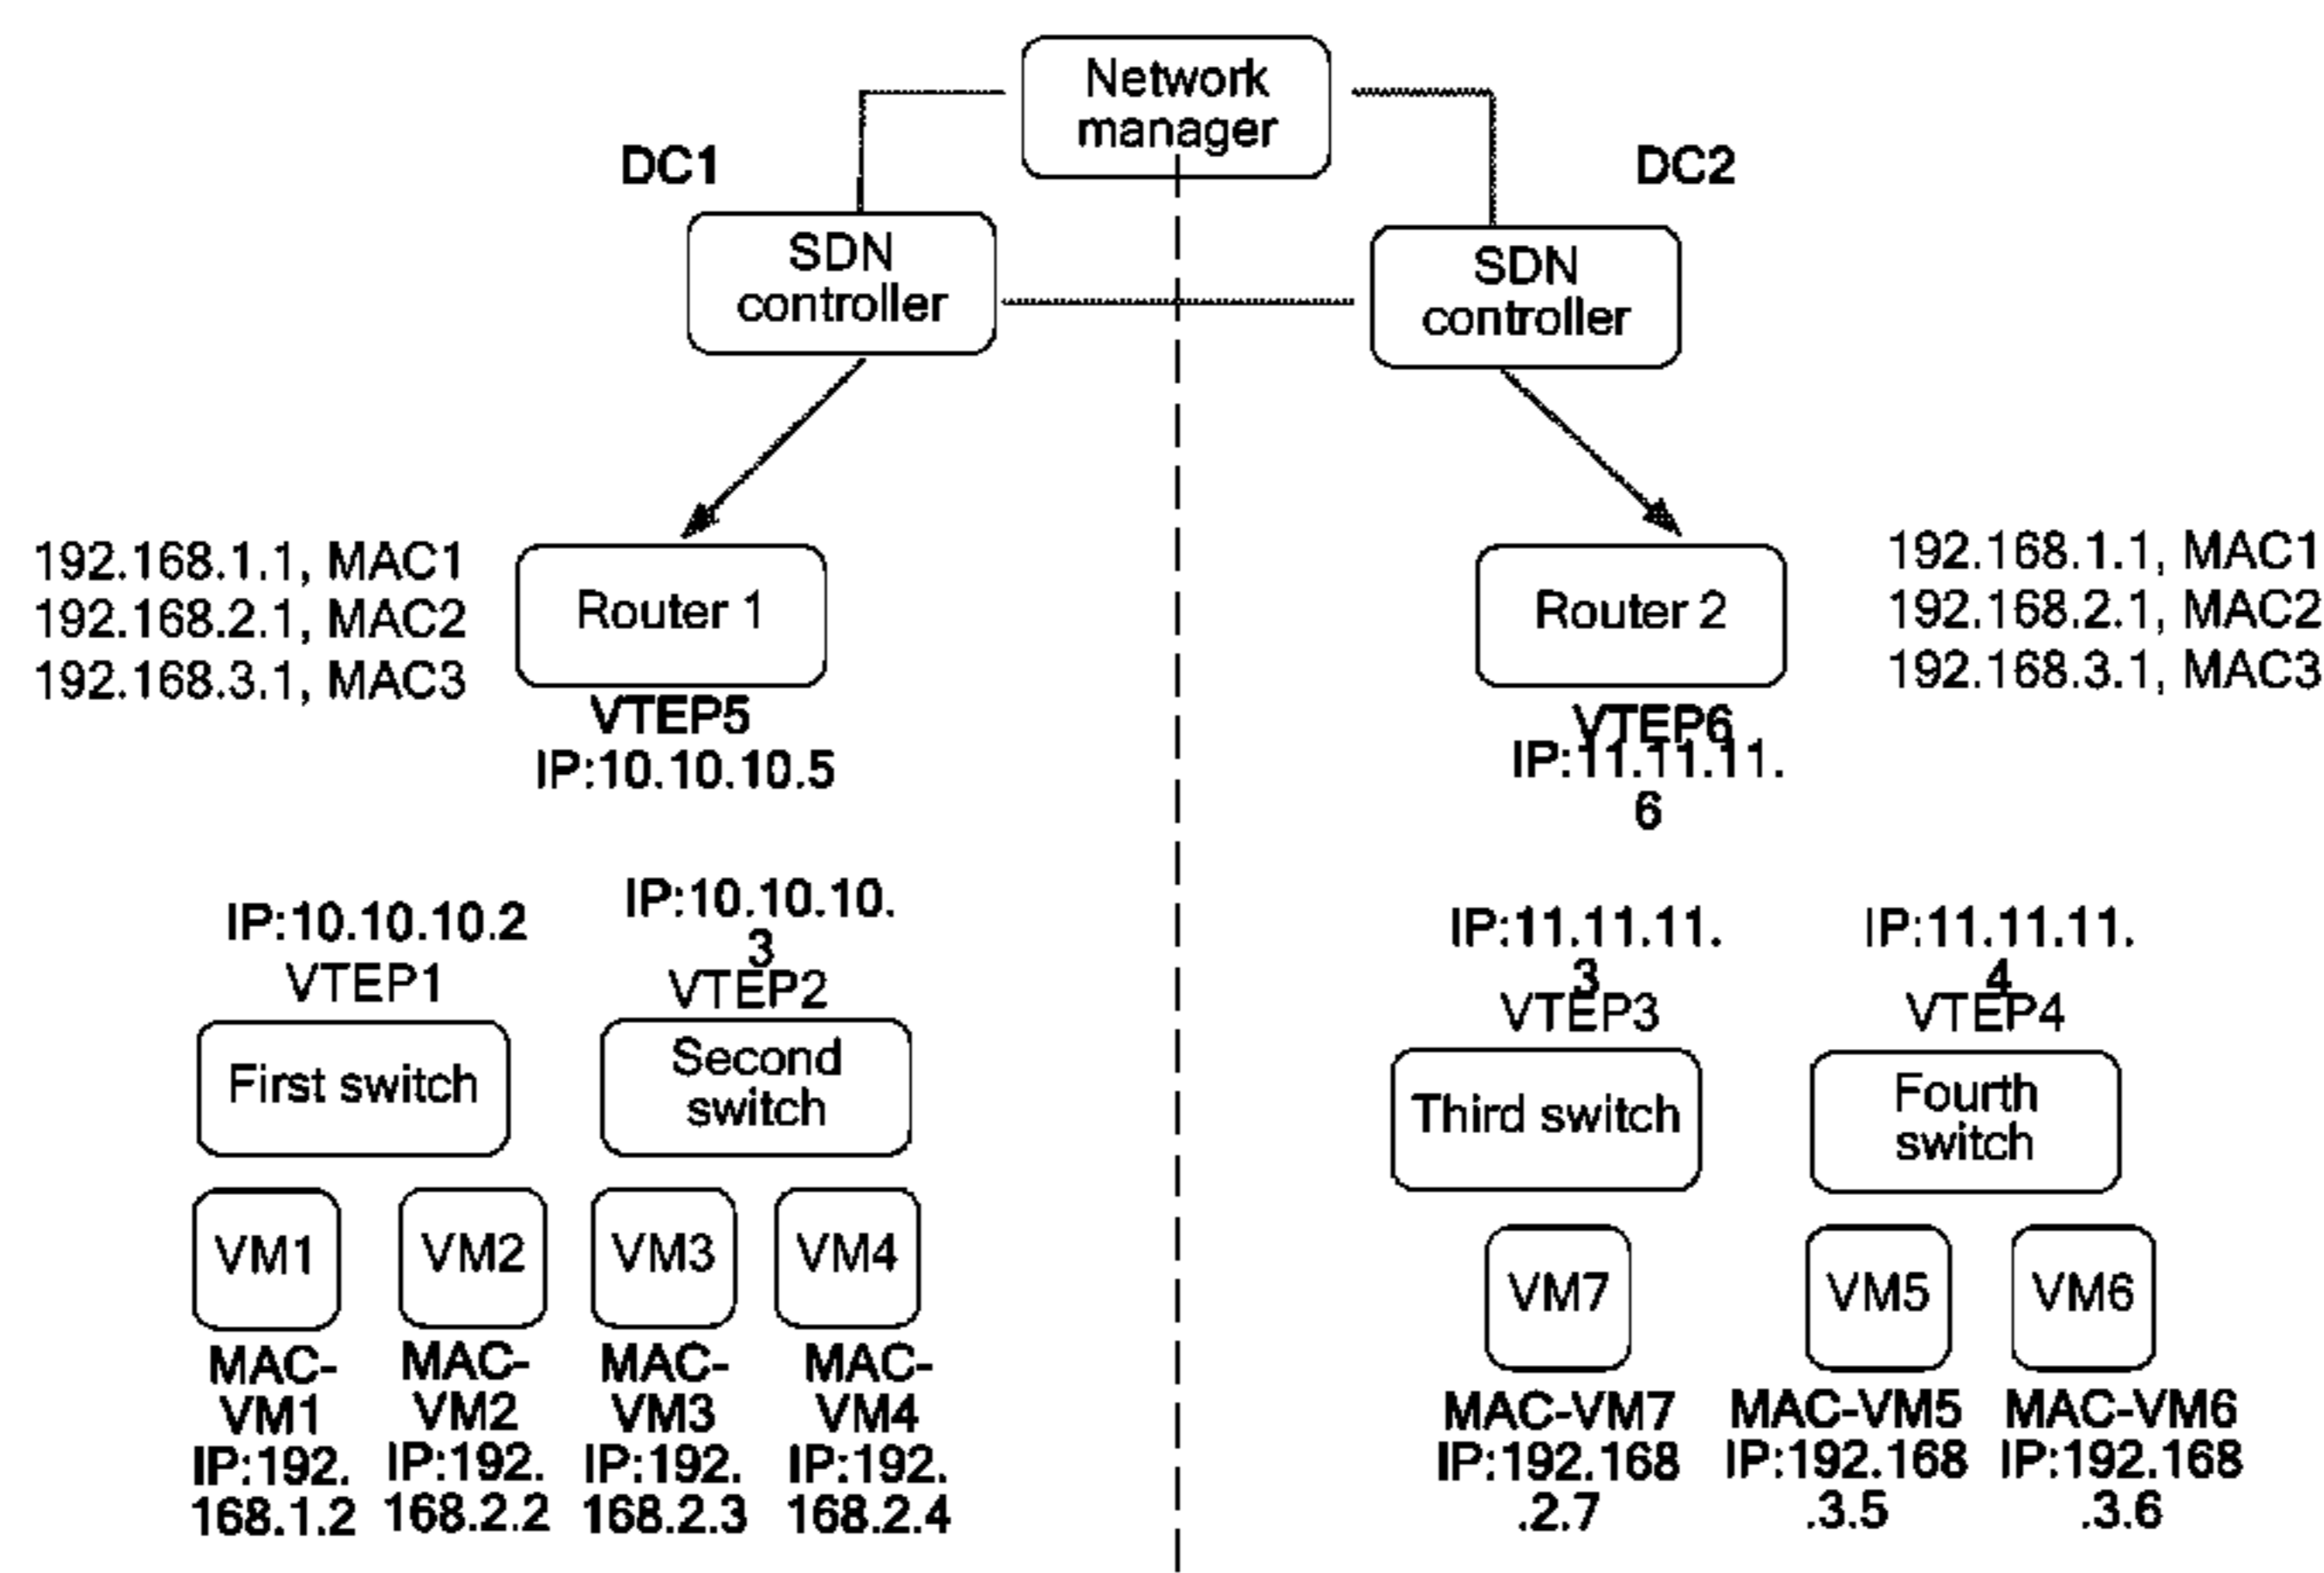 Network
manager
DC1
DC2
SDN
controller
SDN
controller
192.168.1.1, MAC1
192.168.2.1, MAC2
192.168.3.1, MAC3
Router 1
VTEP5
IP:10.10.10.5
Router 2
192.168.1.1, MAC1
192.168.2.1, MAC2
192.168.3.1, MAC3
VTEP6
IP:11.11.11.
6
IP:10.10.10.2
VTEP1
First switch
IP:10.10.10.
3
VTEP2
Second
switch
IP:11.11.11.
3
VTEP3
Third switch
IP:11.11.11.
4
VTEP4
Fourth
switch
VM1
MAC-
VM1
IP:192.
168.1.2
VM2
MAC-
VM2
IP:192.
168.2.2
VM3
MAC-
VM3
IP:192.
168.2.3
VM4
MAC-
VM4
IP:192.
168.2.4
VM7
MAC-VM7
IP:192.168
.2.7
VM5
MAC-VM5
IP:192.168
.3.5
VM6
MAC-VM6
IP:192.168
.3.6